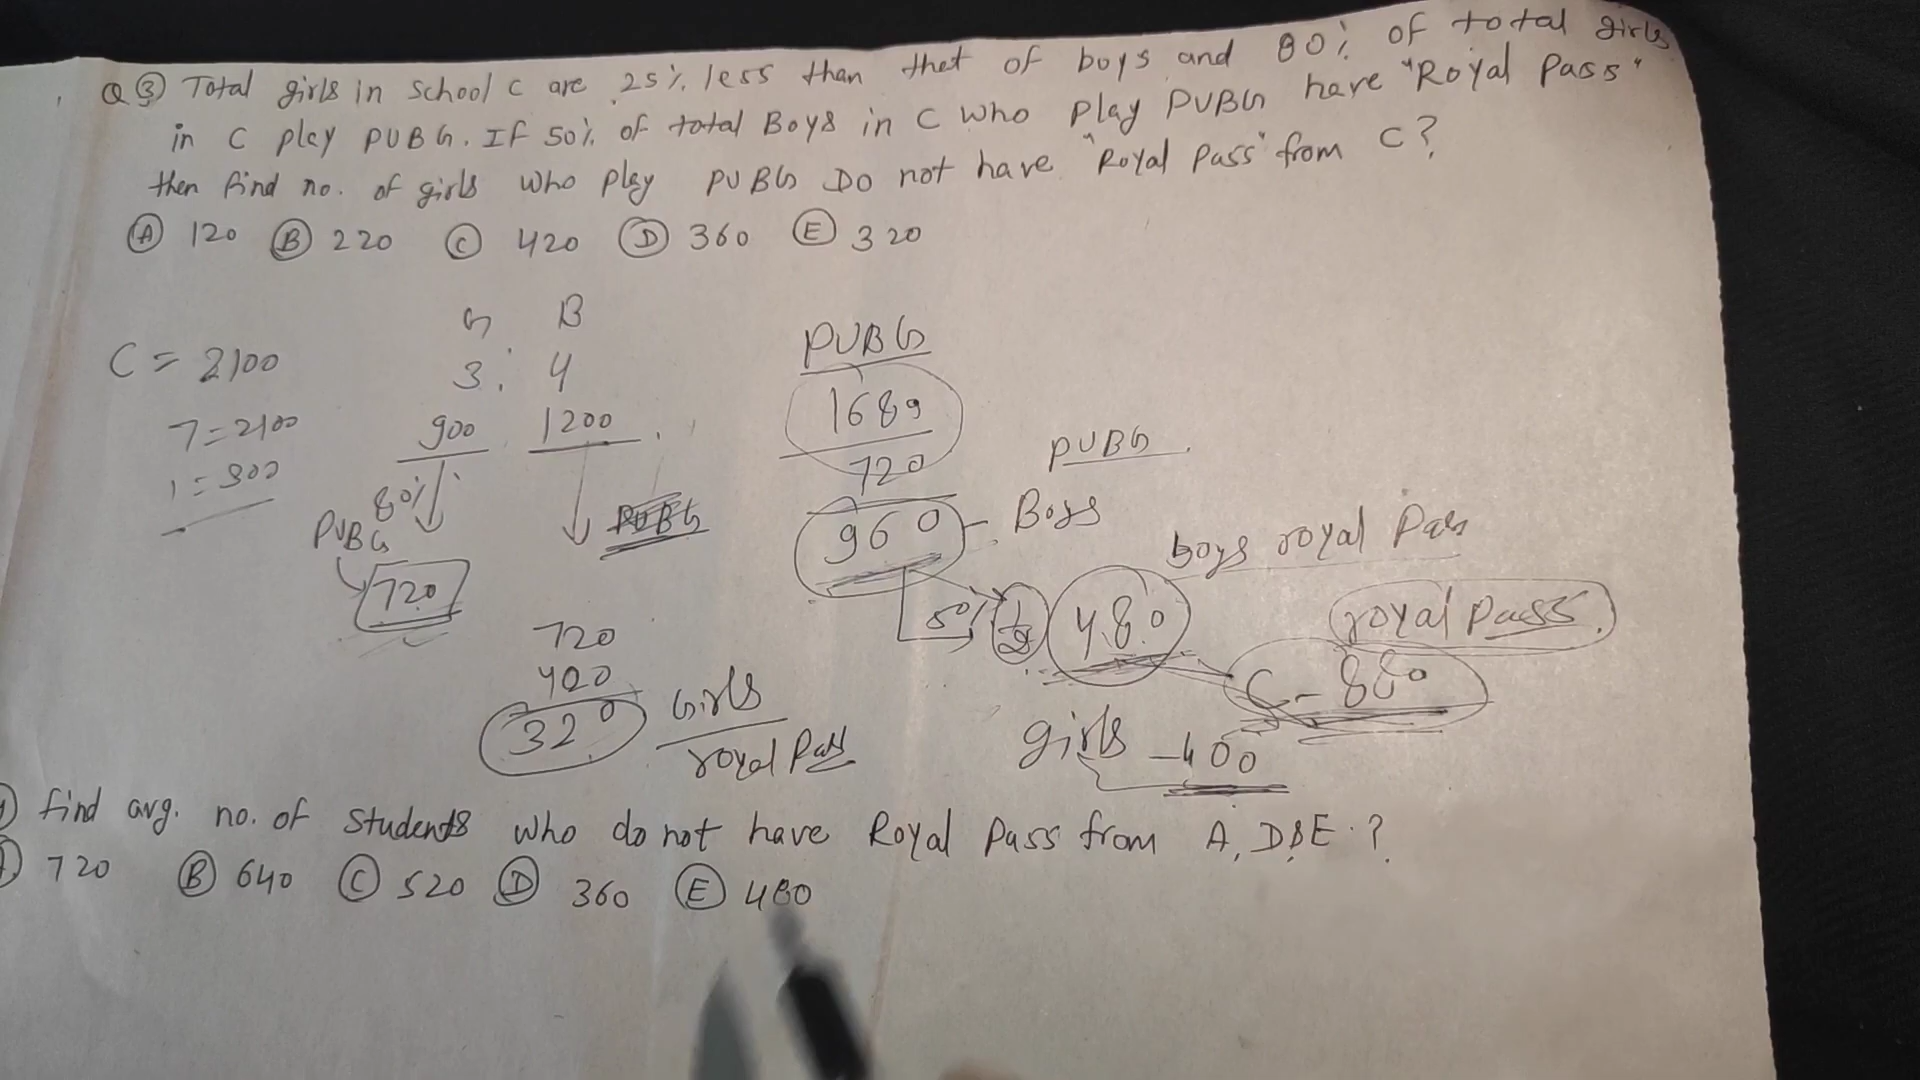 Q ③ Total girls in school C are 25% less than that of boys and 80% of total girls
in C play PUBG. If 50% of total Boys in C who play PUBG have "Royal Pass"
then find no. of girls who play PUBG Do not have "Royal Pass" from C?
Ⓐ 120 Ⓑ 220 Ⓒ 420 Ⓓ 360 Ⓔ 320
G B
C = 2100
3 : 4
7 = 2100
1 = 300
900 1200
80%
PUBG
720
PUBG
PUBG
1680
720
960 - Boys
PUBG
50% 1/2 480
boys royal Pass
royal Pass
C - 880
girls - 400
720
400
320 Girls
royal Pass
find avg. no. of students who do not have Royal Pass from A, D & E.?
720 Ⓑ 640 Ⓒ 520 Ⓓ 360 Ⓔ 480